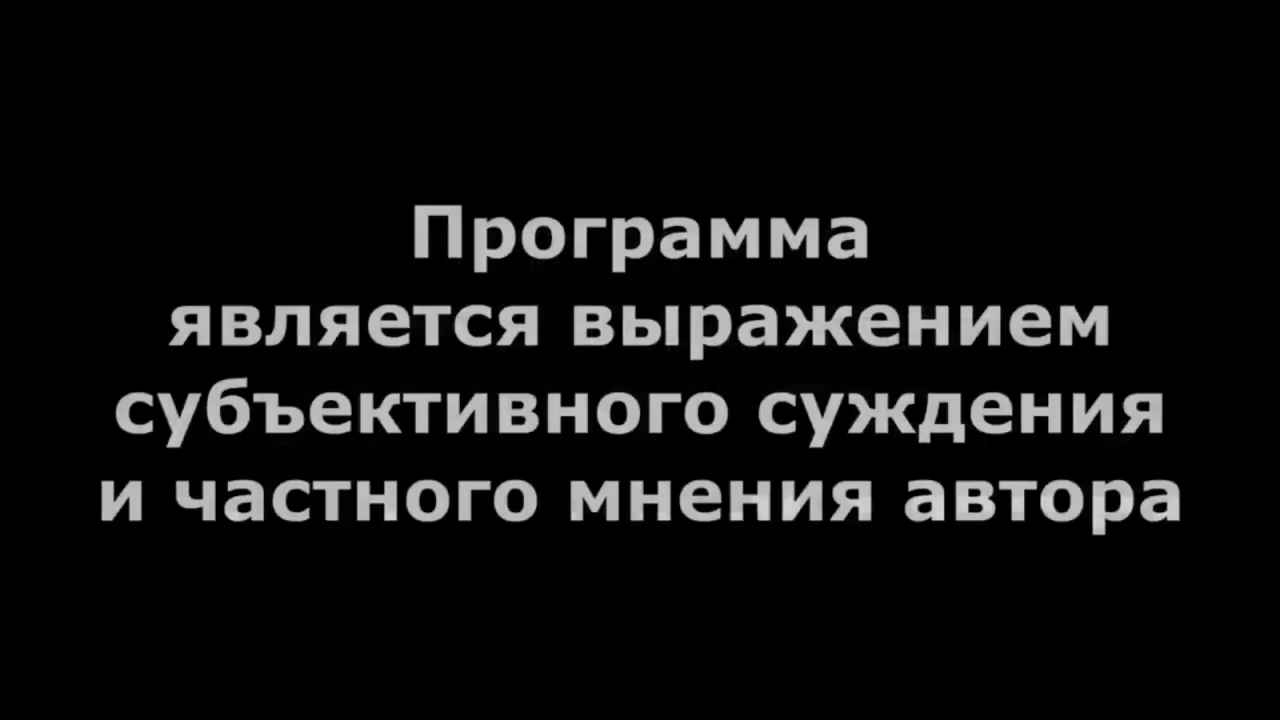 Программа
является выражением
субъективного суждения
и частного мнения автора